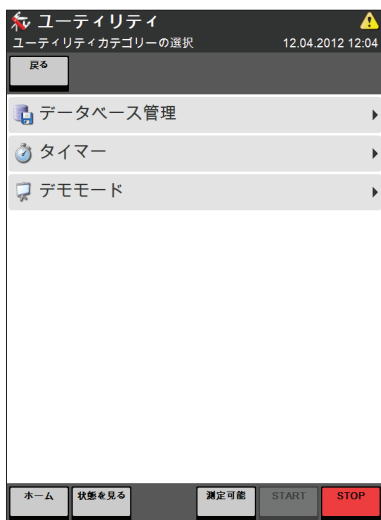 ユーティリティ
ユーティリティカテゴリーの選択 12.04.2012 12:04
戻る
データベース管理
タイマー
デモモード
ホーム 状態を見る 測定可能 START STOP